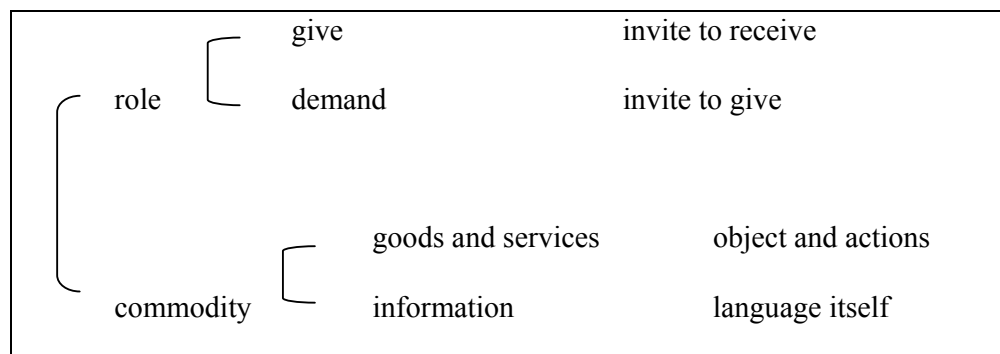 give invite to receive
role demand invite to give
goods and services object and actions
commodity information language itself